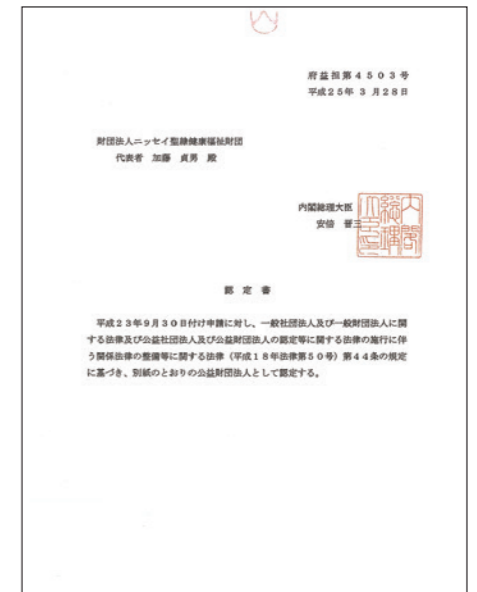 府益担第4503号
平成25年 3月28日
財団法人ニッセイ聖隷健康福祉財団
代表者 加藤 貞男 殿
内閣総理大臣
安倍 晋三
認 定 書
平成23年9月30日付け申請に対し、一般社団法人及び一般財団法人に関
する法律及び公益社団法人及び公益財団法人の認定等に関する法律の施行に伴
う関係法律の整備等に関する法律(平成18年法律第50号)第44条の規定
に基づき、別紙のとおりの公益財団法人として認定する。